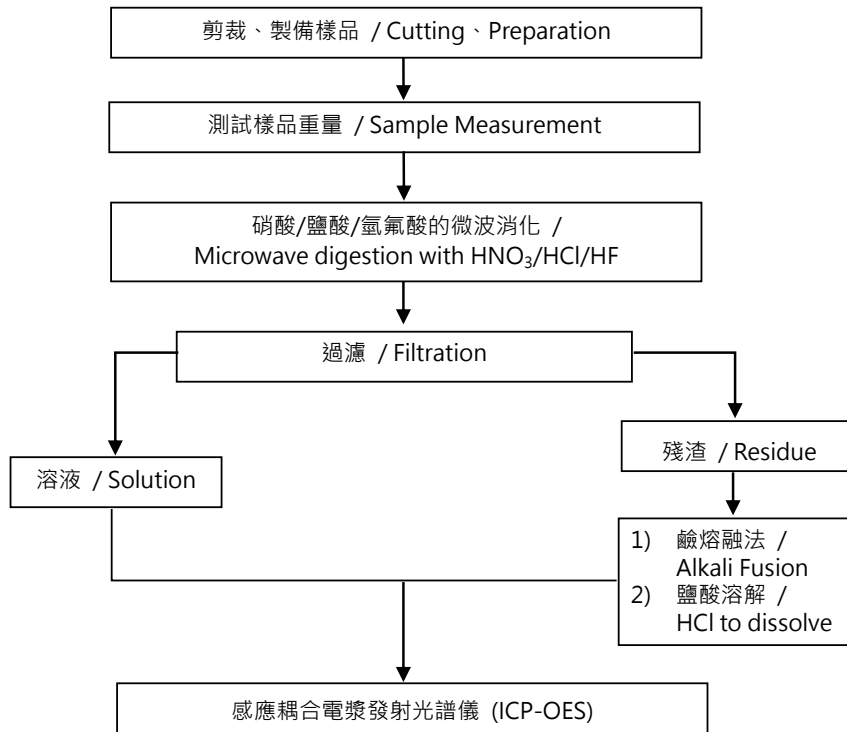 剪裁、製備樣品 / Cutting、Preparation
測試樣品重量 / Sample Measurement
硝酸/鹽酸/氫氟酸的微波消化 /
Microwave digestion with HNO₃/HCl/HF
過濾 / Filtration
溶液 / Solution
殘渣 / Residue
1) 鹼熔融法 /
Alkali Fusion
2) 鹽酸溶解 /
HCl to dissolve
感應耦合電漿發射光譜儀 (ICP-OES)